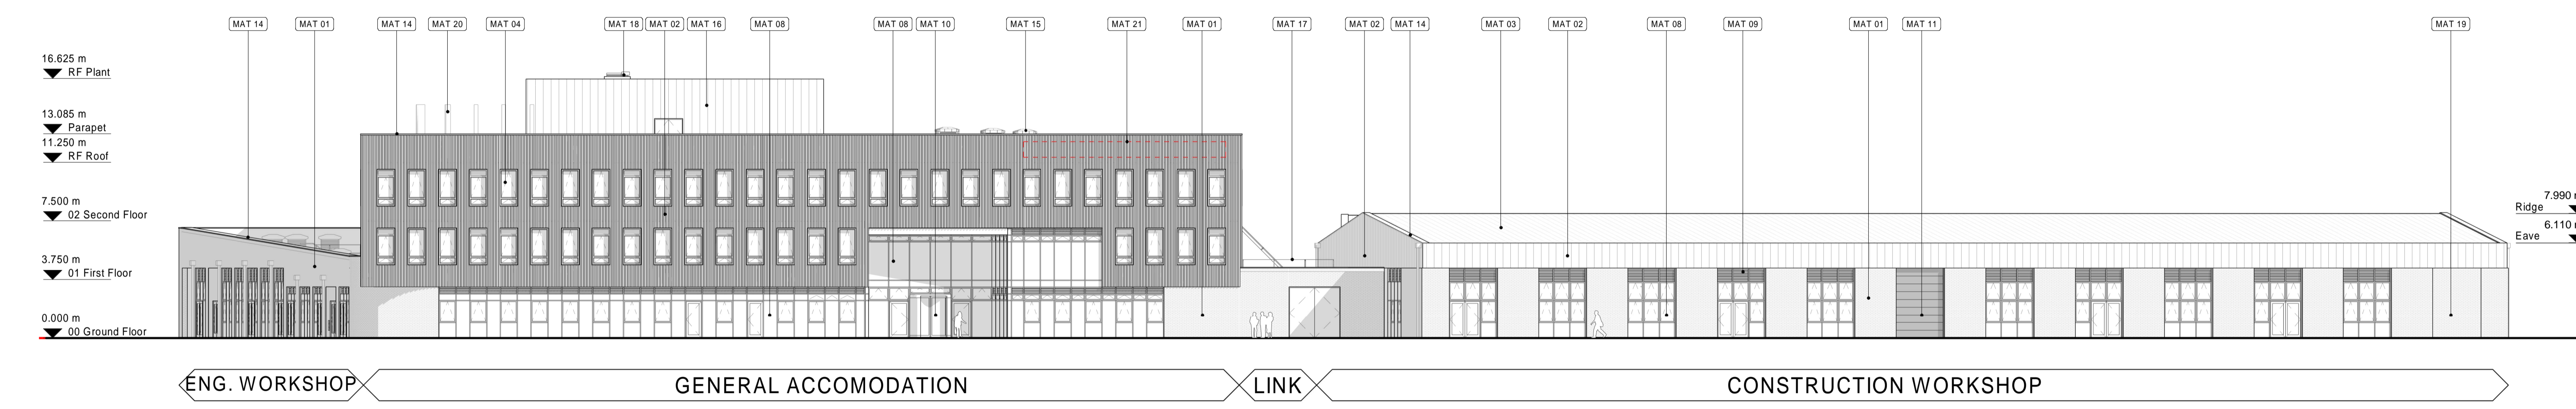 MAT 14
MAT 01
MAT 14
MAT 20
MAT 04
MAT 18
MAT 02
MAT 16
MAT 08
MAT 08
MAT 10
MAT 15
MAT 21
MAT 01
MAT 17
MAT 02
MAT 14
MAT 03
MAT 02
MAT 08
MAT 09
MAT 01
MAT 11
MAT 19
16.625 m
RF Plant
13.085 m
Parapet
11.250 m
RF Roof
7.500 m
02 Second Floor
3.750 m
01 First Floor
0.000 m
00 Ground Floor
7.990 m
Ridge
6.110 m
Eave
ENG. WORKSHOP
GENERAL ACCOMODATION
LINK
CONSTRUCTION WORKSHOP